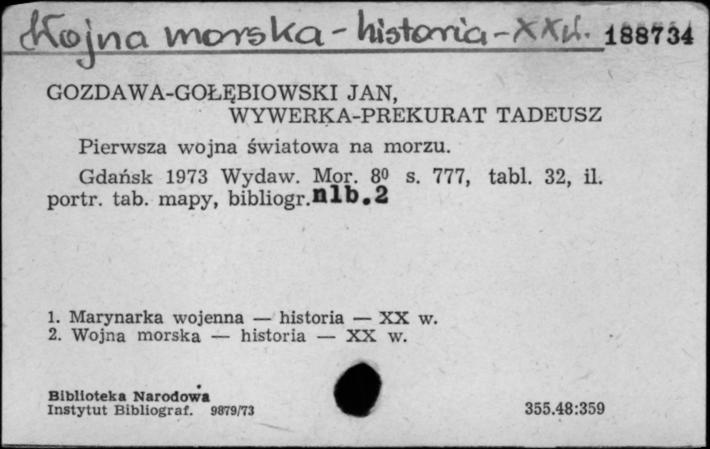 Wojna morska - historia - XX w. 188734
GOZDAWA-GOŁĘBIOWSKI JAN,
WYWERKA-PREKURAT TADEUSZ
Pierwsza wojna światowa na morzu.
Gdańsk 1973 Wydaw. Mor. 8⁰ s. 777, tabl. 32, il.
portr. tab. mapy, bibliogr. nlb. 2
1. Marynarka wojenna — historia — XX w.
2. Wojna morska — historia — XX w.
Biblioteka Narodowa
Instytut Bibliograf. 9879/73 355.48:359